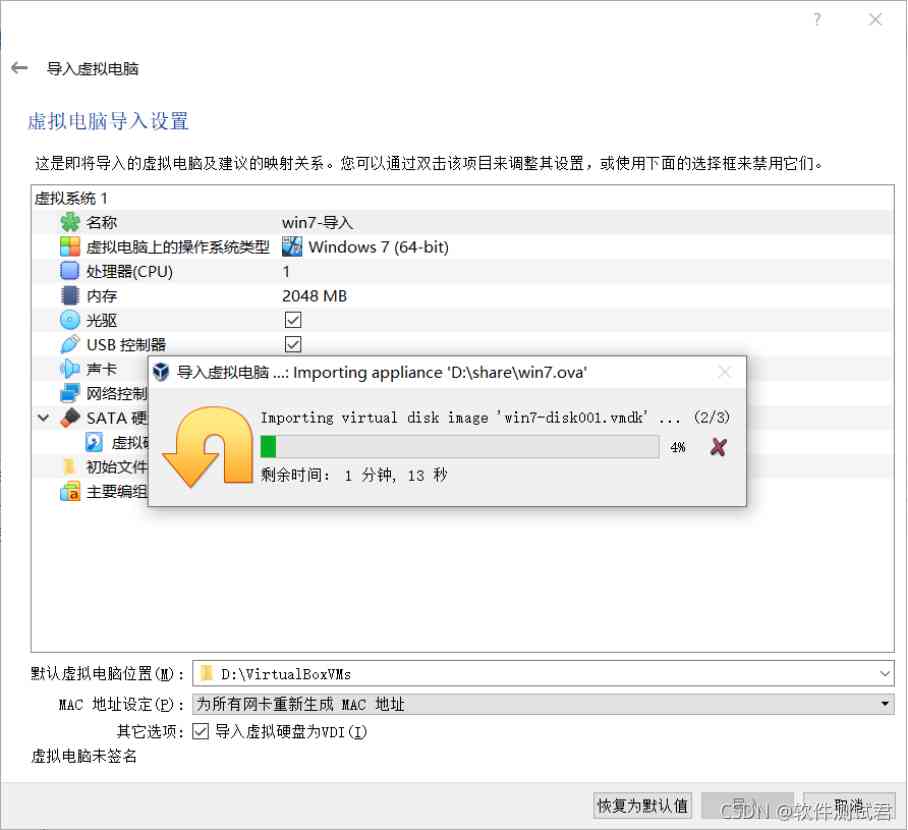 ?
导入虚拟电脑
虚拟电脑导入设置
这是即将导入的虚拟电脑及建议的映射关系。您可以通过双击该项目来调整其设置，或使用下面的选择框来禁用它们。
虚拟系统 1
名称 win7-导入
虚拟电脑上的操作系统类型 Windows 7 (64-bit)
处理器(CPU) 1
内存 2048 MB
光驱
USB 控制器
声卡
网络控制
SATA 硬
虚拟
初始文件
主要编组
导入虚拟电脑 ...: Importing appliance 'D:\share\win7.ova'
Importing virtual disk image 'win7-disk001.vmdk' ... (2/3)
4%
剩余时间: 1 分钟, 13 秒
默认虚拟电脑位置(M): D:\VirtualBoxVMs
MAC 地址设定(P): 为所有网卡重新生成 MAC 地址
其它选项: 导入虚拟硬盘为VDI(I)
虚拟电脑未签名
恢复为默认值 取消
CSDN @软件测试君